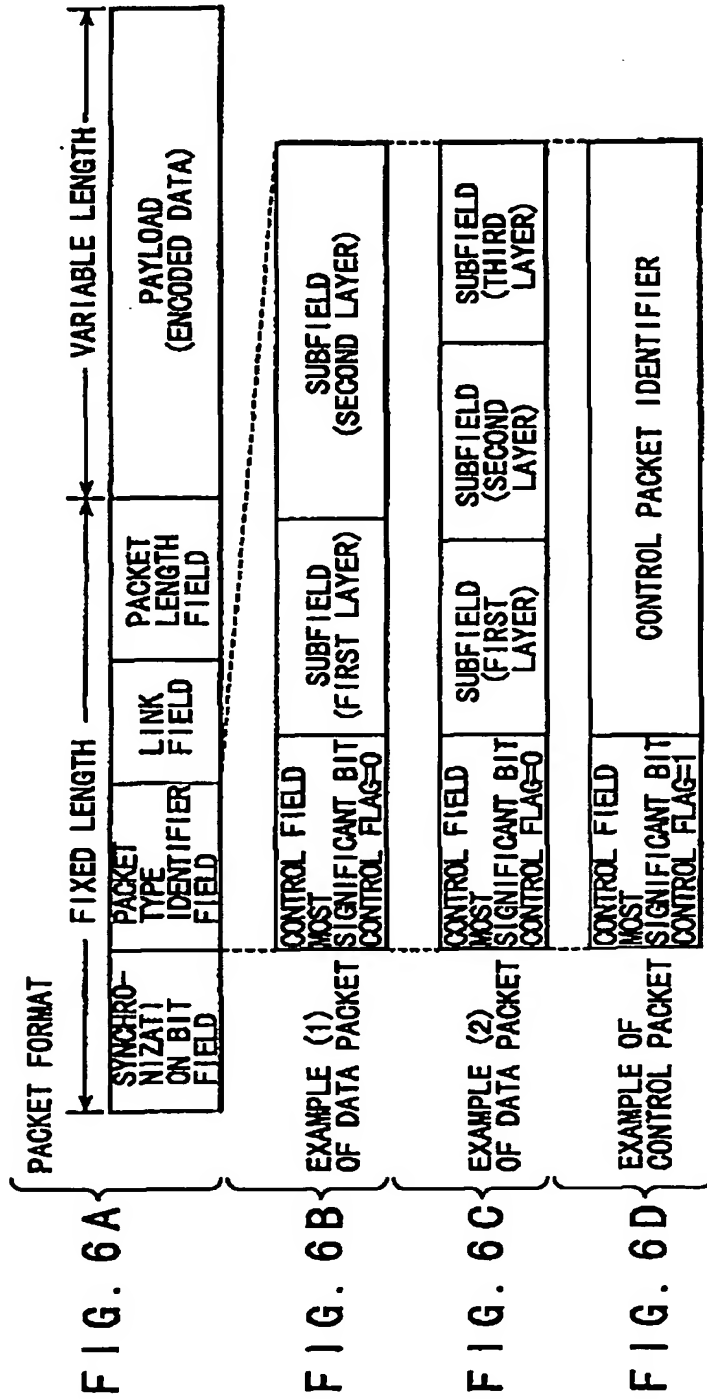 FIG. 6A
PACKET FORMAT
FIXED LENGTH
VARIABLE LENGTH
SYNCHRO-
NIZATI
ON BIT
FIELD
PACKET
TYPE
IDENTIFIER
FIELD
LINK
FIELD
PACKET
LENGTH
FIELD
PAYLOAD
(ENCODED DATA)
FIG. 6B
EXAMPLE (1)
OF DATA PACKET
CONTROL FIELD
MOST
SIGNIFICANT BIT
CONTROL FLAG=0
SUBFIELD
(FIRST LAYER)
SUBFIELD
(SECOND LAYER)
FIG. 6C
EXAMPLE (2)
OF DATA PACKET
CONTROL FIELD
MOST
SIGNIFICANT BIT
CONTROL FLAG=0
SUBFIELD
(FIRST
LAYER)
SUBFIELD
(SECOND
LAYER)
SUBFIELD
(THIRD
LAYER)
FIG. 6D
EXAMPLE OF
CONTROL PACKET
CONTROL FIELD
MOST
SIGNIFICANT BIT
CONTROL FLAG=1
CONTROL PACKET IDENTIFIER